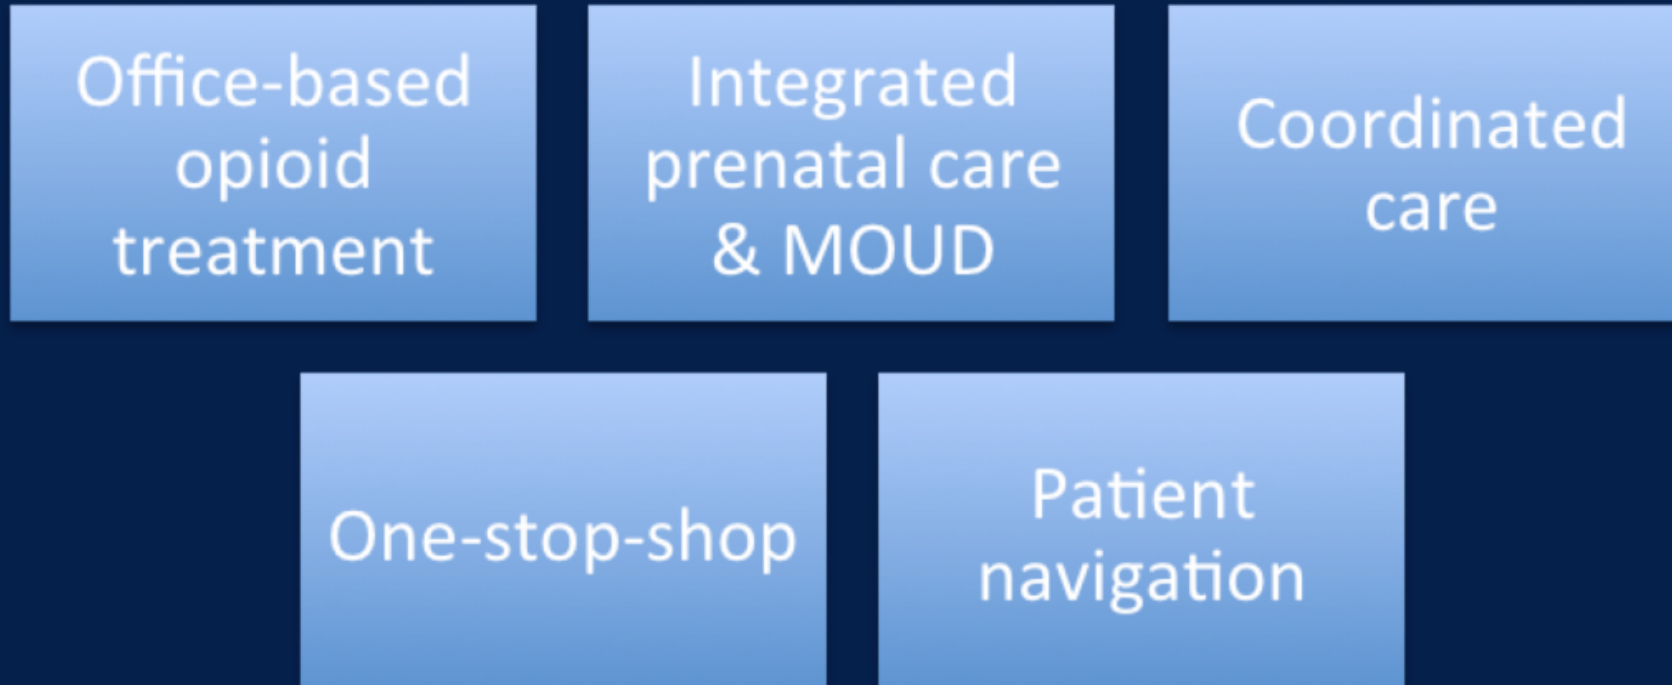 Office-based
opioid
treatment
Integrated
prenatal care
& MOUD
Coordinated
care
One-stop-shop
Patient
navigation